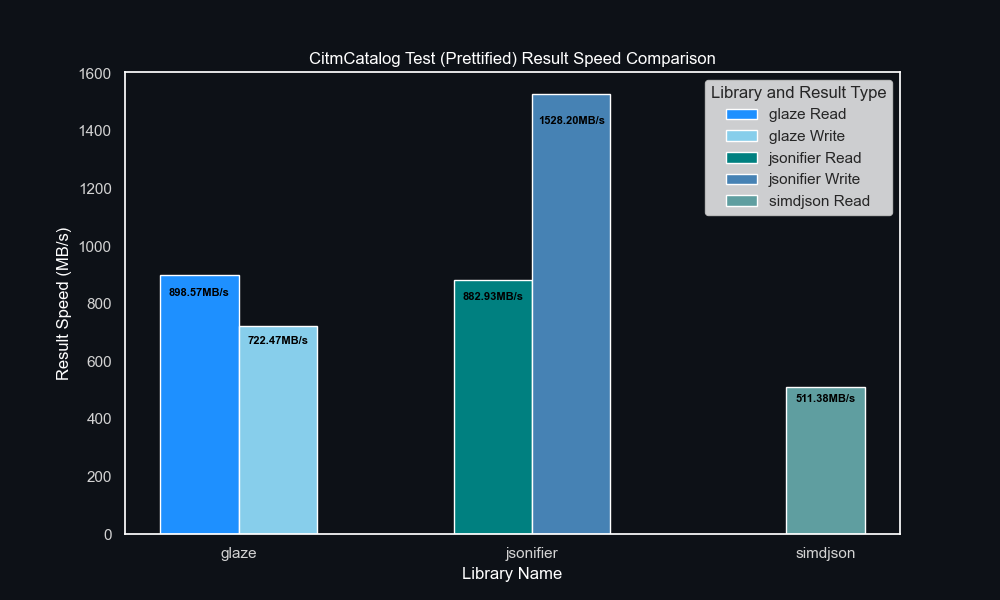 CitmCatalog Test (Prettified) Result Speed Comparison
Result Speed (MB/s)
1600
1400
1200
1000
800
600
400
200
0
Library and Result Type
glaze Read
glaze Write
jsonifier Read
jsonifier Write
simdjson Read
898.57MB/s
722.47MB/s
882.93MB/s
1528.20MB/s
511.38MB/s
glaze
jsonifier
simdjson
Library Name